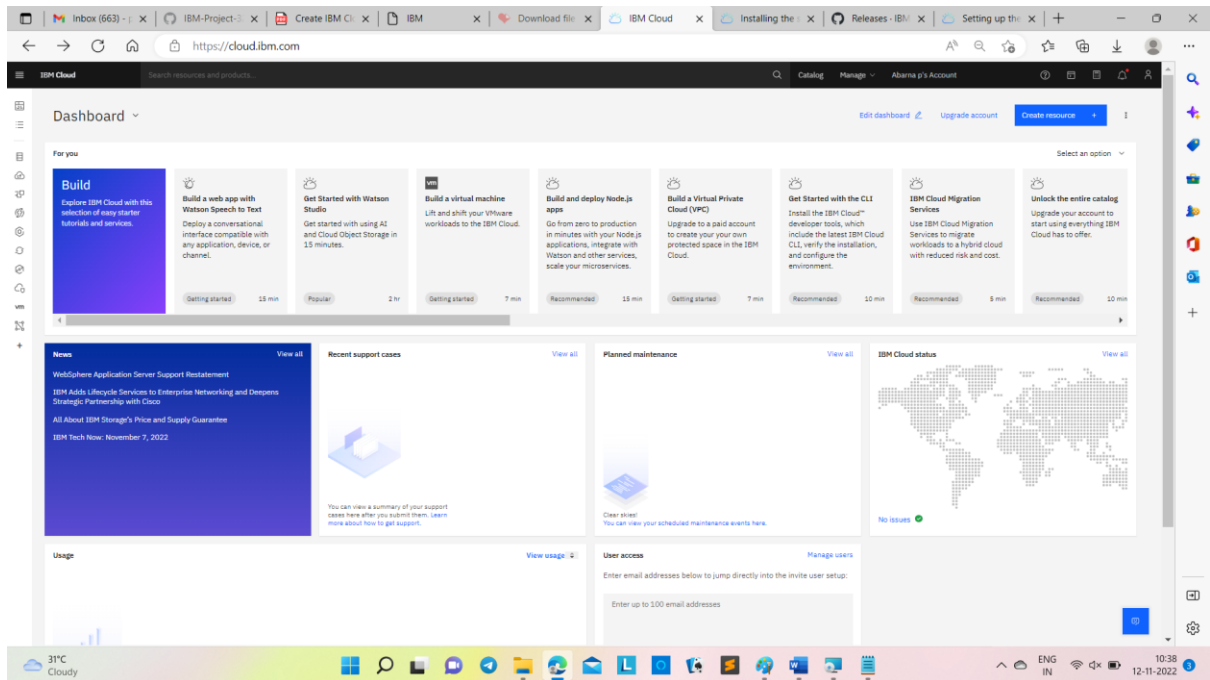 Inbox (663) - p
IBM-Project-3
Create IBM Cl
IBM
Download file
IBM Cloud
Installing the
Releases · IBM
Setting up the
https://cloud.ibm.com
IBM Cloud
Search resources and products...
Catalog
Manage
Abarna p's Account
Dashboard
Edit dashboard
Upgrade account
Create resource +
For you
Select an option
Build
Explore IBM Cloud with this
selection of easy starter
tutorials and services.
Build a web app with
Watson Speech to Text
Deploy a conversational
interface compatible with
any application, device, or
channel.
Getting started 15 min
Get Started with Watson
Studio
Get started with using AI
and Cloud Object Storage in
15 minutes.
Popular 2 hr
vm
Build a virtual machine
Lift and shift your VMware
workloads to the IBM Cloud.
Getting started 7 min
Build and deploy Node.js
apps
Go from zero to production
in minutes with your Node.js
applications, integrate with
Watson and other services,
scale your microservices.
Recommended 15 min
Build a Virtual Private
Cloud (VPC)
Upgrade to a paid account
to create your your own
protected space in the IBM
Cloud.
Getting started 7 min
Get Started with the CLI
Install the IBM Cloud™
developer tools, which
include the latest IBM Cloud
CLI, verify the installation,
and configure the
environment.
Recommended 10 min
IBM Cloud Migration
Services
Use IBM Cloud Migration
Services to migrate
workloads to a hybrid cloud
with reduced risk and cost.
Recommended 5 min
Unlock the entire catalog
Upgrade your account to
start using everything IBM
Cloud has to offer.
Recommended 10 min
vm
News
View all
WebSphere Application Server Support Restatement
IBM Adds Lifecycle Services to Enterprise Networking and Deepens
Strategic Partnership with Cisco
All About IBM Storage's Price and Supply Guarantee
IBM Tech Now: November 7, 2022
Recent support cases
View all
You can view a summary of your support
cases here after you submit them. Learn
more about how to get support.
Planned maintenance
View all
Clear skies!
You can view your scheduled maintenance events here.
IBM Cloud status
View all
No issues
Usage
View usage
User access
Manage users
Enter email addresses below to jump directly into the invite user setup:
Enter up to 100 email addresses
31°C
Cloudy
ENG
IN
10:38
12-11-2022
3